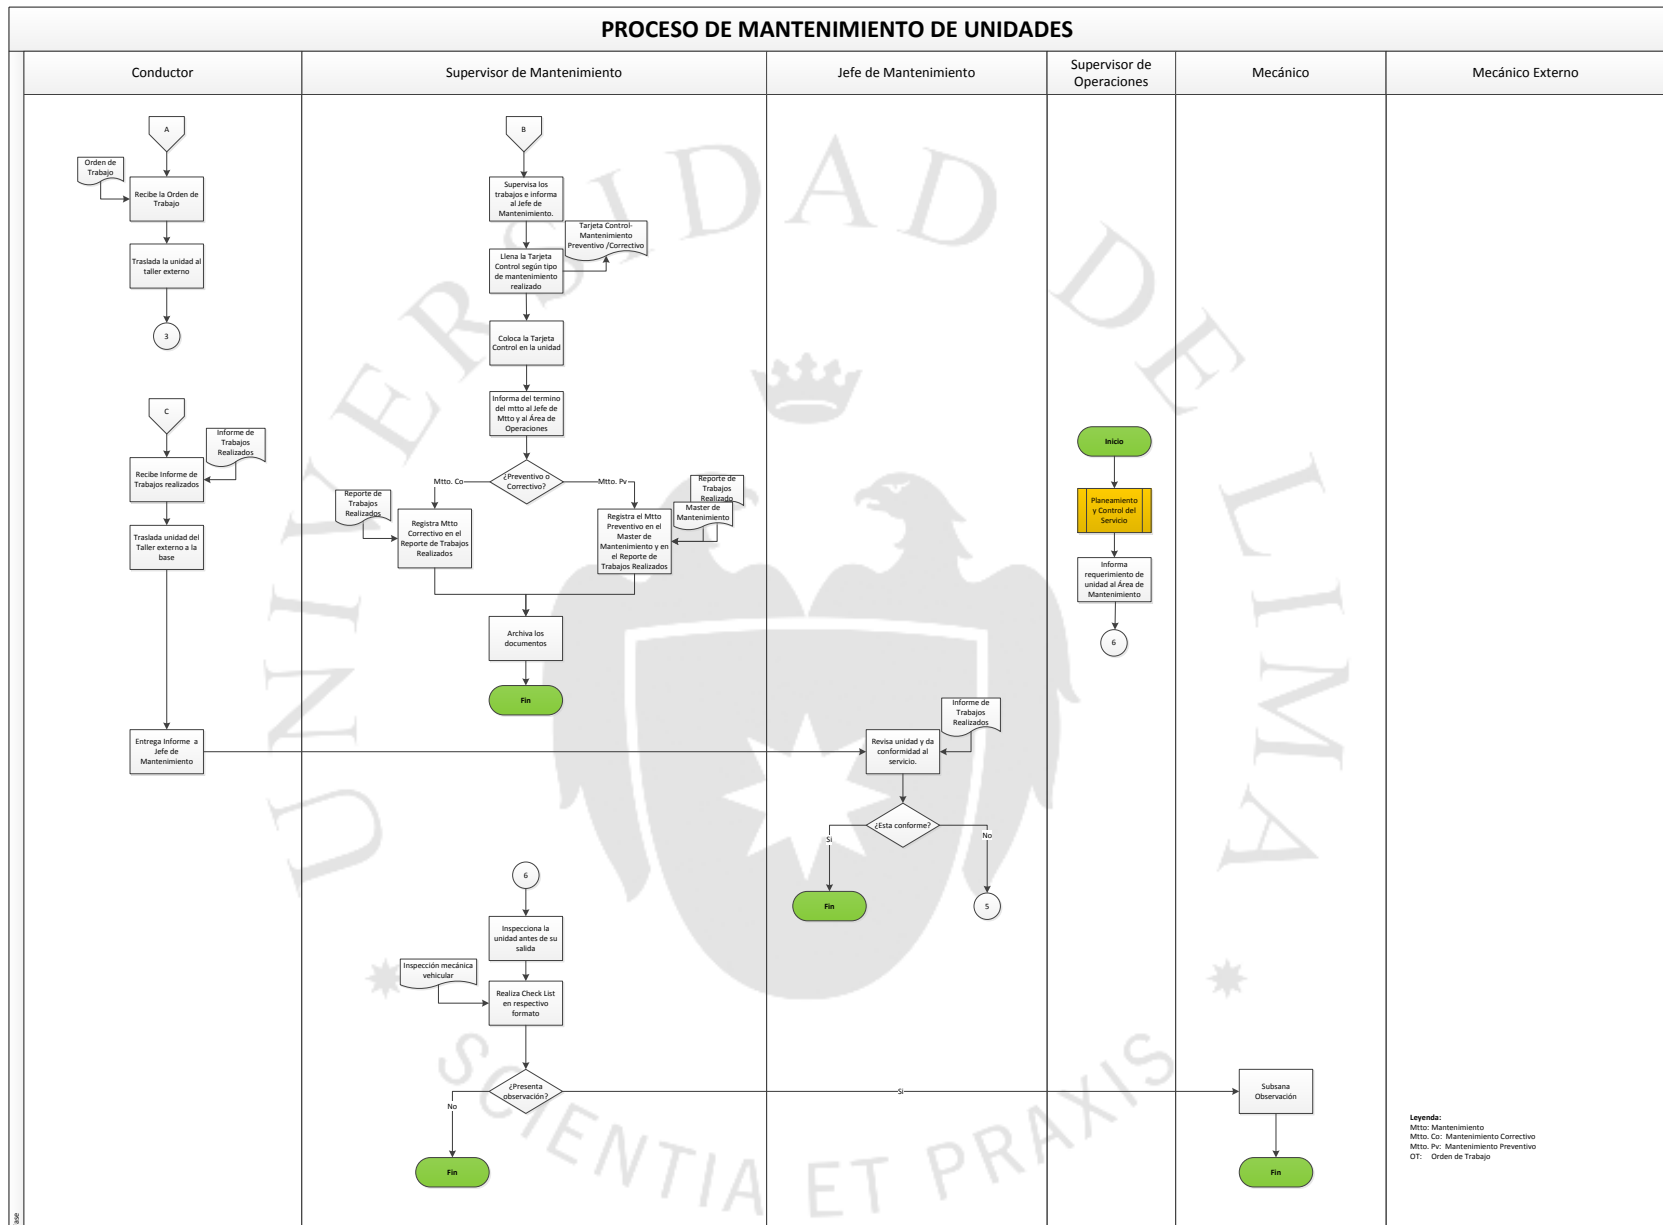 PROCESO DE MANTENIMIENTO DE UNIDADES
Conductor
Supervisor de Mantenimiento
Jefe de Mantenimiento
Supervisor de
Operaciones
Mecánico
Mecánico Externo
A
Orden de
Trabajo
Recibe la Orden de
Trabajo
Traslada la unidad al
taller externo
3
C
Informe de
Trabajos
Realizados
Recibe Informe de
Trabajos realizados
Traslada unidad del
Taller externo a la
base
Entrega Informe a
Jefe de
Mantenimiento
B
Supervisa los
trabajos e informa
al Jefe de
Mantenimiento.
Tarjeta Control-
Mantenimiento
Preventivo /Correctivo
Llena la Tarjeta
Control según tipo
de mantenimiento
realizado
Coloca la Tarjeta
Control en la unidad
Informa del termino
del mtto al Jefe de
Mtto y al Área de
Operaciones
¿Preventivo o
Correctivo?
Mtto. Co
Mtto. Pv
Reporte de
Trabajos
Realizados
Registra Mtto
Correctivo en el
Reporte de Trabajos
Realizados
Reporte de
Trabajos
Realizado
Master de
Mantenimiento
Registra el Mtto
Preventivo en el
Master de
Mantenimiento y en
el Reporte de
Trabajos Realizados
Archiva los
documentos
Fin
6
Inspecciona la
unidad antes de su
salida
Inspección mecánica
vehicular
Realiza Check List
en respectivo
formato
¿Presenta
observación?
No
Si
Fin
Informe de
Trabajos
Realizados
Revisa unidad y da
conformidad al
servicio.
¿Esta conforme?
Si
No
Fin
5
Inicio
Planeamiento
y Control del
Servicio
Informa
requerimiento de
unidad al Área de
Mantenimiento
6
Subsana
Observación
Fin
Leyenda:
Mtto: Mantenimiento
Mtto. Co: Mantenimiento Correctivo
Mtto. Pv: Mantenimiento Preventivo
OT: Orden de Trabajo
UNIVERSIDAD DE LIMA
SCIENTIA ET PRAXIS